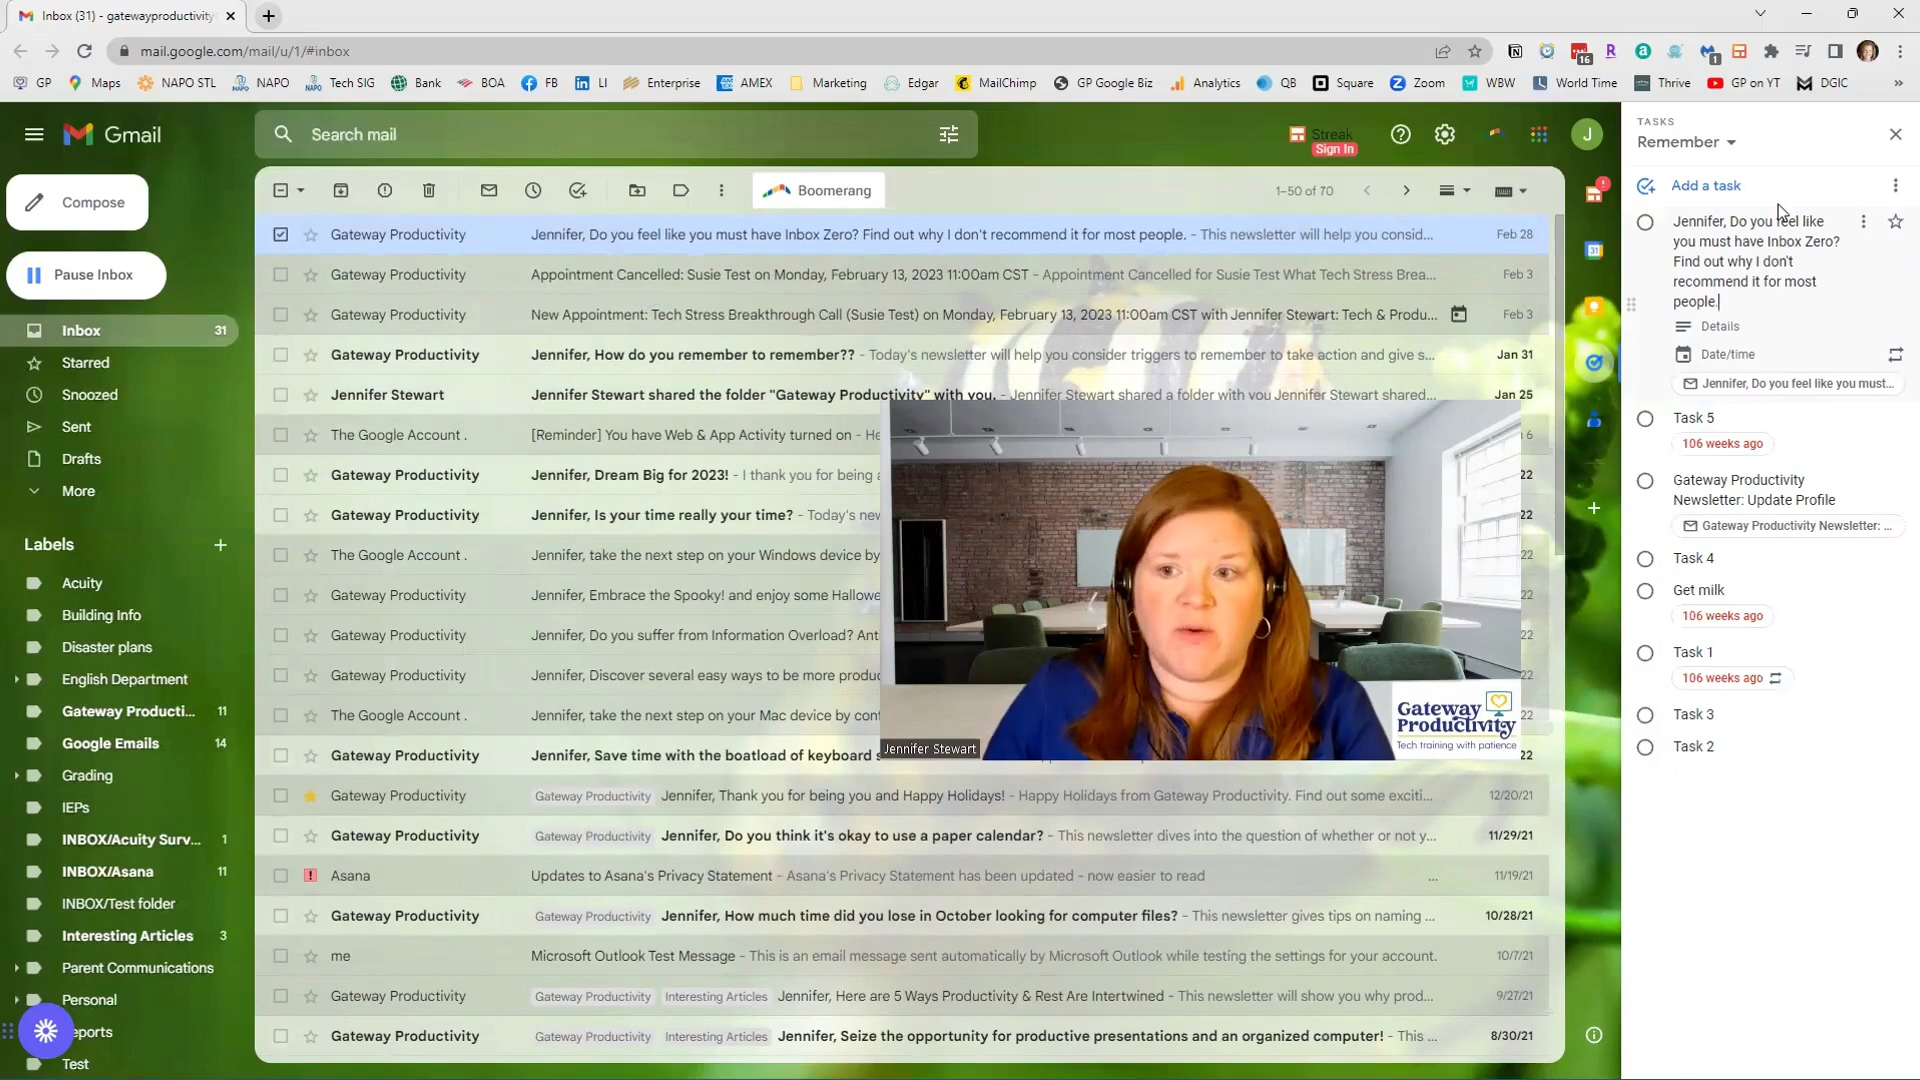 Inbox (31) - gatewayproductivity
mail.google.com/mail/u/1/#inbox
16
1
GP
Maps
NAPO STL
NAPO
Tech SIG
Bank
BOA
FB
LI
Enterprise
AMEX
Marketing
Edgar
MailChimp
GP Google Biz
Analytics
QB
Square
Zoom
WBW
World Time
Thrive
GP on YT
DGIC
Gmail
Search mail
Streak
Sign In
J
TASKS
Remember
Compose
Boomerang
1–50 of 70
Add a task
Pause Inbox
Inbox 31
Starred
Snoozed
Sent
Drafts
More
Labels
Acuity
Building Info
Disaster plans
English Department
Gateway Producti... 11
Google Emails 14
Grading
IEPs
INBOX/Acuity Surv... 1
INBOX/Asana 11
INBOX/Test folder
Interesting Articles 3
Parent Communications
Personal
eports
Test
Gateway Productivity Jennifer, Do you feel like you must have Inbox Zero? Find out why I don't recommend it for most people. - This newsletter will help you consid... Feb 28
Gateway Productivity Appointment Cancelled: Susie Test on Monday, February 13, 2023 11:00am CST - Appointment Cancelled for Susie Test What Tech Stress Brea... Feb 3
Gateway Productivity New Appointment: Tech Stress Breakthrough Call (Susie Test) on Monday, February 13, 2023 11:00am CST with Jennifer Stewart: Tech & Produ... Feb 3
Gateway Productivity Jennifer, How do you remember to remember?? - Today's newsletter will help you consider triggers to remember to take action and give s... Jan 31
Jennifer Stewart Jennifer Stewart shared the folder "Gateway Productivity" with you. - Jennifer Stewart shared a folder with you Jennifer Stewart shared... Jan 25
The Google Account . [Reminder] You have Web & App Activity turned on - He 6
Gateway Productivity Jennifer, Dream Big for 2023! - I thank you for being a 22
Gateway Productivity Jennifer, Is your time really your time? - Today's nev 22
The Google Account . Jennifer, take the next step on your Windows device by 22
Gateway Productivity Jennifer, Embrace the Spooky! and enjoy some Hallowe 22
Gateway Productivity Jennifer, Do you suffer from Information Overload? Ant 22
Gateway Productivity Jennifer, Discover several easy ways to be more produc 22
The Google Account . Jennifer, take the next step on your Mac device by cont 22
Gateway Productivity Jennifer, Save time with the boatload of keyboard s 22
Gateway Productivity Gateway Productivity Jennifer, Thank you for being you and Happy Holidays! - Happy Holidays from Gateway Productivity. Find out some exciti... 12/20/21
Gateway Productivity Gateway Productivity Jennifer, Do you think it's okay to use a paper calendar? - This newsletter dives into the question of whether or not y... 11/29/21
Asana Updates to Asana's Privacy Statement - Asana's Privacy Statement has been updated - now easier to read ... 11/19/21
Gateway Productivity Gateway Productivity Jennifer, How much time did you lose in October looking for computer files? - This newsletter gives tips on naming ... 10/28/21
me Microsoft Outlook Test Message - This is an email message sent automatically by Microsoft Outlook while testing the settings for your account. 10/7/21
Gateway Productivity Gateway Productivity Interesting Articles Jennifer, Here are 5 Ways Productivity & Rest Are Intertwined - This newsletter will show you why prod... 9/27/21
Gateway Productivity Gateway Productivity Interesting Articles Jennifer, Seize the opportunity for productive presentations and an organized computer! - This ... 8/30/21
Jennifer Stewart
Gateway
Productivity
Tech training with patience
Jennifer, Do you feel like
you must have Inbox Zero?
Find out why I don't
recommend it for most
people.
Details
Date/time
Jennifer, Do you feel like you must...
Task 5
106 weeks ago
Gateway Productivity
Newsletter: Update Profile
Gateway Productivity Newsletter: ...
Task 4
Get milk
106 weeks ago
Task 1
106 weeks ago
Task 3
Task 2